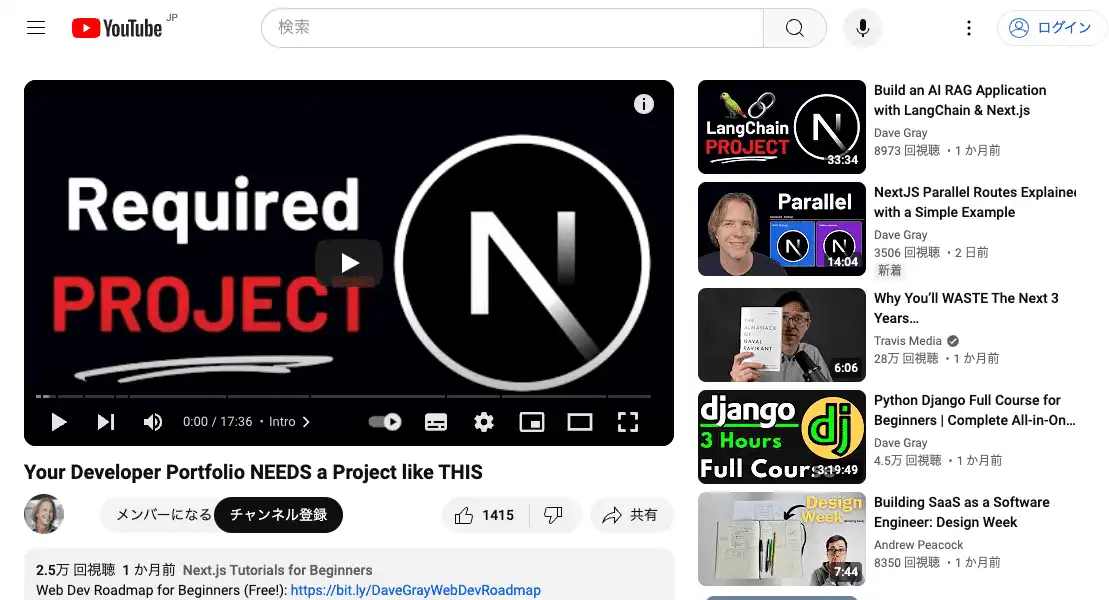 YouTube JP
検索
ログイン
Required
PROJECT
0:00 / 17:36 • Intro
Your Developer Portfolio NEEDS a Project like THIS
メンバーになる
チャンネル登録
1415
共有
2.5万 回視聴 1 か月前 Next.js Tutorials for Beginners
Web Dev Roadmap for Beginners (Free!): https://bit.ly/DaveGrayWebDevRoadmap
LangChain
PROJECT
33:34
Build an AI RAG Application
with LangChain & Next.js
Dave Gray
8973 回視聴 ・1 か月前
Parallel
14:04
NextJS Parallel Routes Explained
with a Simple Example
Dave Gray
3506 回視聴 ・2 日前
新着
THE
ALMANACK
OF
NAVAL
RAVIKANT
6:06
Why You’ll WASTE The Next 3
Years…
Travis Media
28万 回視聴 ・1 か月前
django
dj
3 Hours
Full Course
3:19:49
Python Django Full Course for
Beginners | Complete All-in-On…
Dave Gray
4.5万 回視聴 ・1 か月前
Design
Week
7:44
Building SaaS as a Software
Engineer: Design Week
Andrew Peacock
8350 回視聴 ・1 か月前